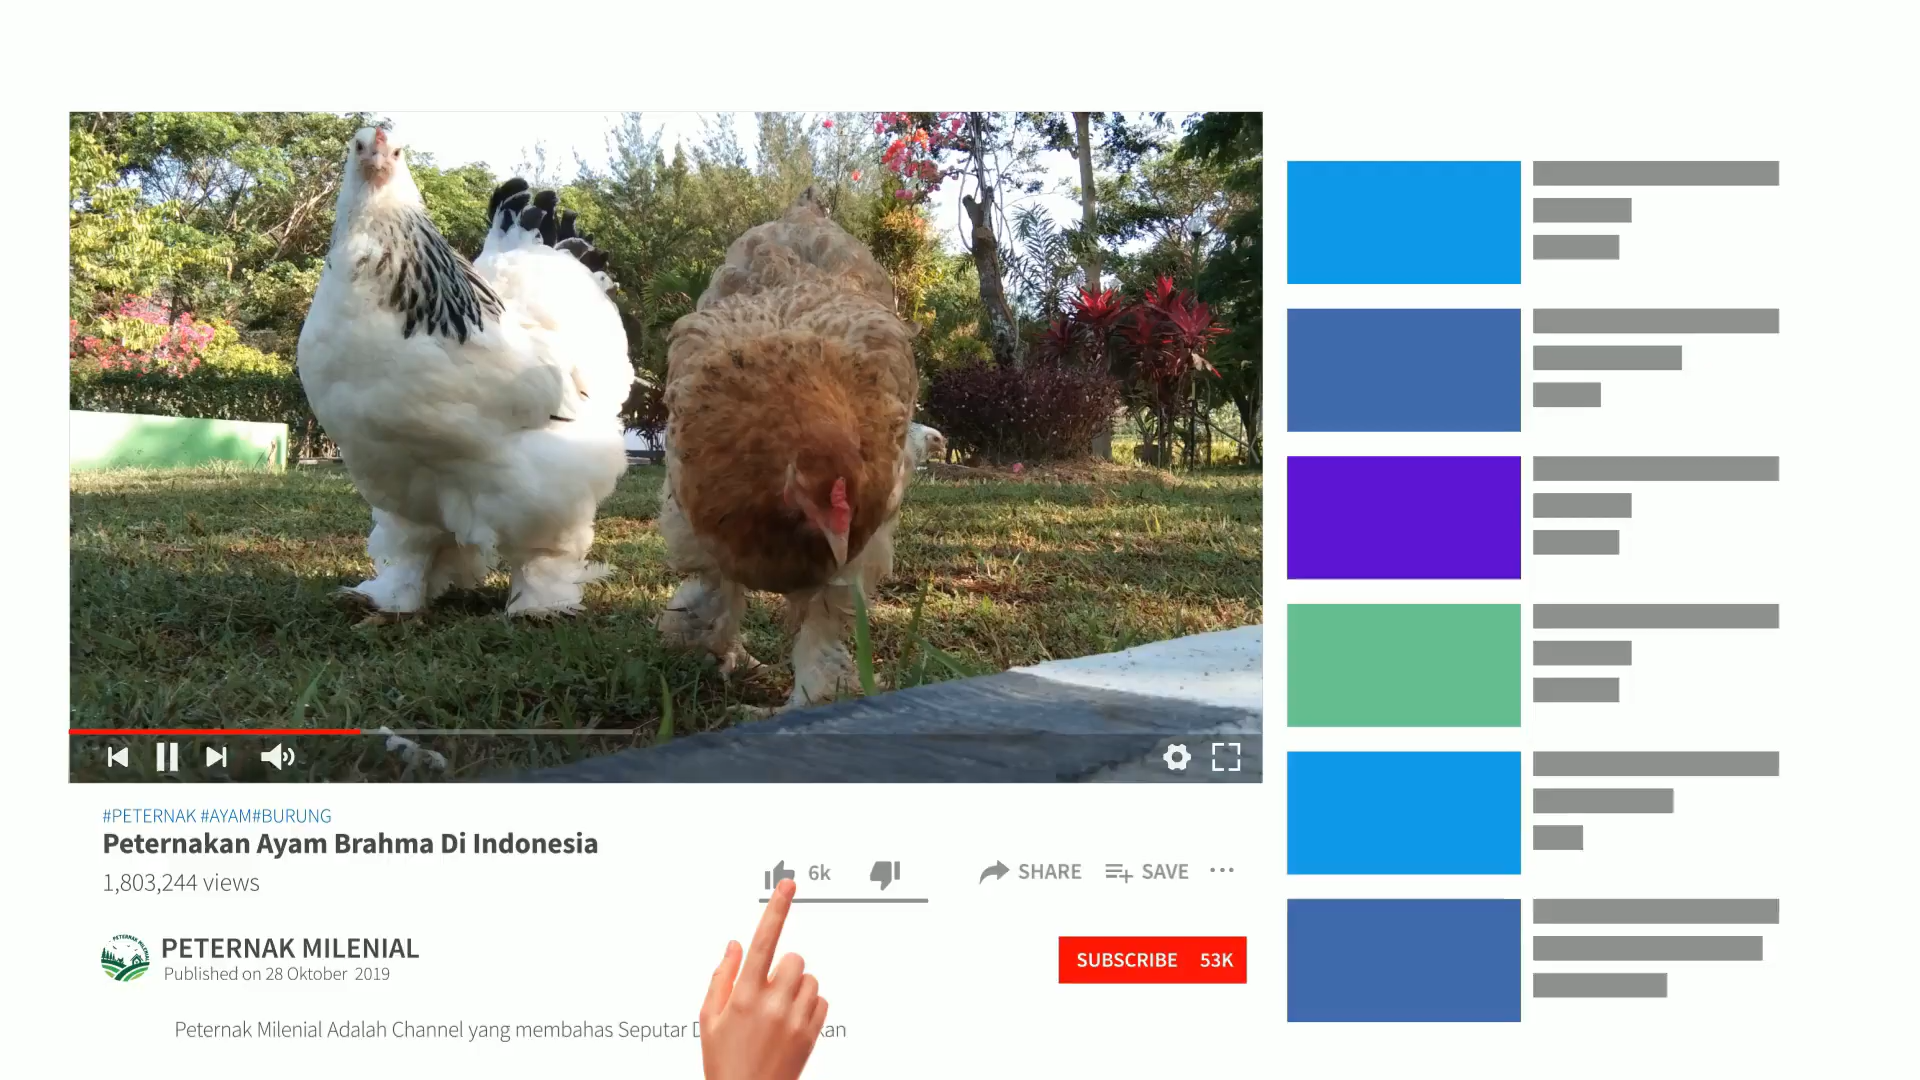 #PETERNAK #AYAM#BURUNG
Peternakan Ayam Brahma Di Indonesia
1,803,244 views
6k
SHARE
SAVE
PETERNAK MILENIAL
Published on 28 Oktober 2019
SUBSCRIBE 53K
Peternak Milenial Adalah Channel yang membahas Seputar